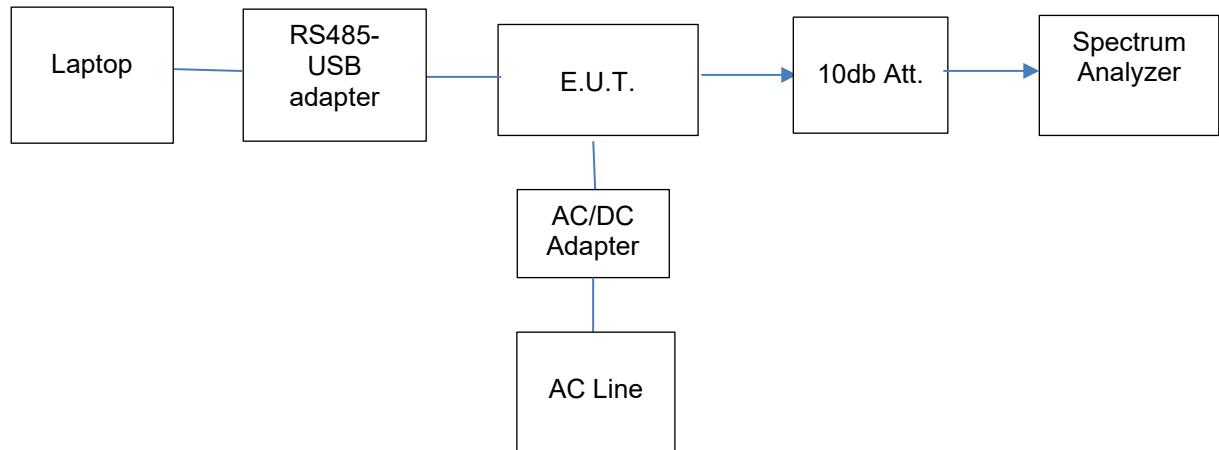 Laptop
RS485-
USB
adapter
E.U.T.
10db Att.
Spectrum
Analyzer
AC/DC
Adapter
AC Line